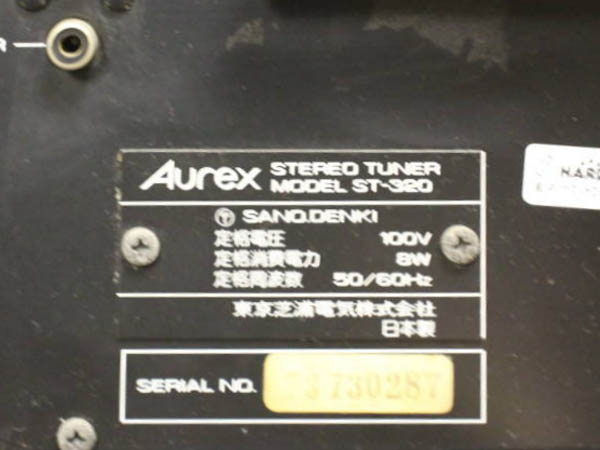 R
Aurex STEREO TUNER
MODEL ST-320
SANO.DENKI
定格電圧 100V
定格消費電力 8W
定格周波数 50/60Hz
東京芝浦電気株式会社
日本製
SERIAL NO. 730287